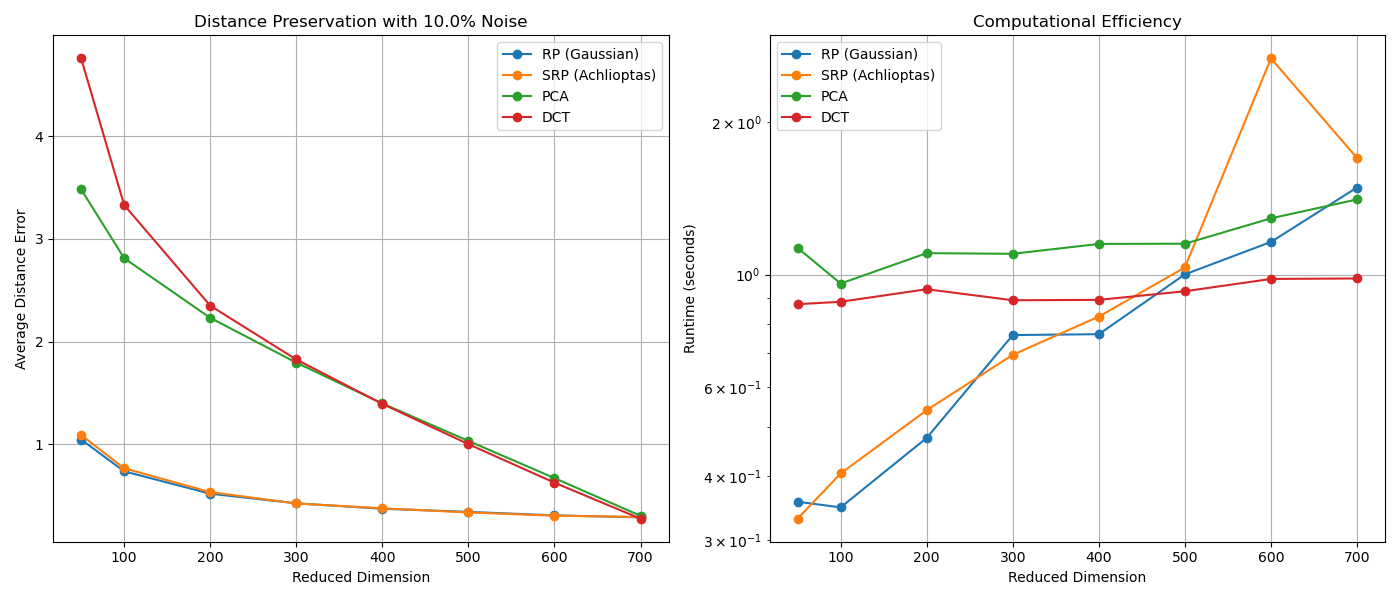 Distance Preservation with 10.0% Noise
Average Distance Error
4
3
2
1
RP (Gaussian)
SRP (Achlioptas)
PCA
DCT
100 200 300 400 500 600 700
Reduced Dimension
Computational Efficiency
Runtime (seconds)
2 × 10⁰
10⁰
6 × 10⁻¹
4 × 10⁻¹
3 × 10⁻¹
RP (Gaussian)
SRP (Achlioptas)
PCA
DCT
100 200 300 400 500 600 700
Reduced Dimension